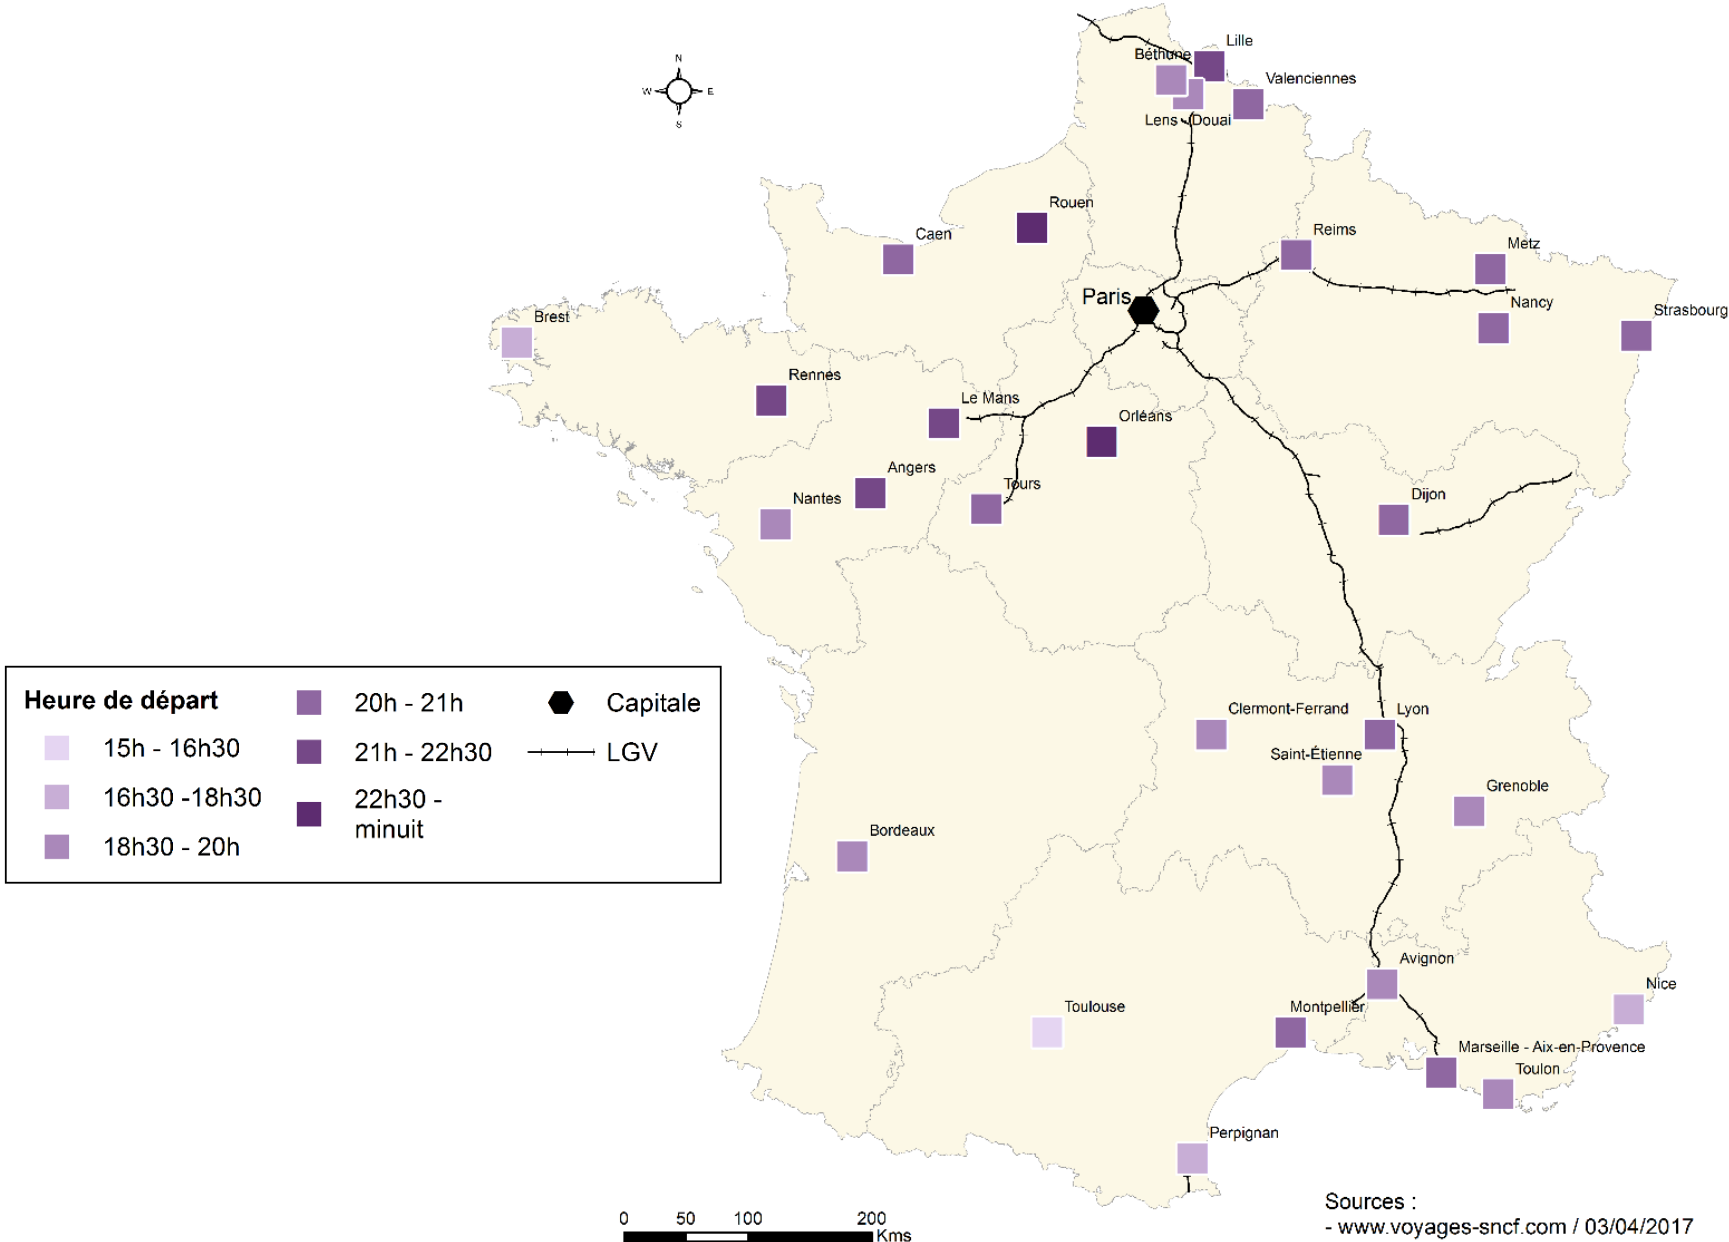 N
W E
S
Lille
Béthune
Valenciennes
Lens Douai
Rouen
Caen
Reims
Metz
Paris
Nancy
Strasbourg
Brest
Rennes
Le Mans
Orléans
Angers
Nantes
Tours
Dijon
Heure de départ
15h - 16h30
16h30 -18h30
18h30 - 20h
20h - 21h
21h - 22h30
22h30 -
minuit
Capitale
LGV
Clermont-Ferrand
Lyon
Saint-Étienne
Grenoble
Bordeaux
Avignon
Nice
Toulouse
Montpellier
Marseille - Aix-en-Provence
Toulon
Perpignan
0 50 100 200
Kms
Sources :
- www.voyages-sncf.com / 03/04/2017